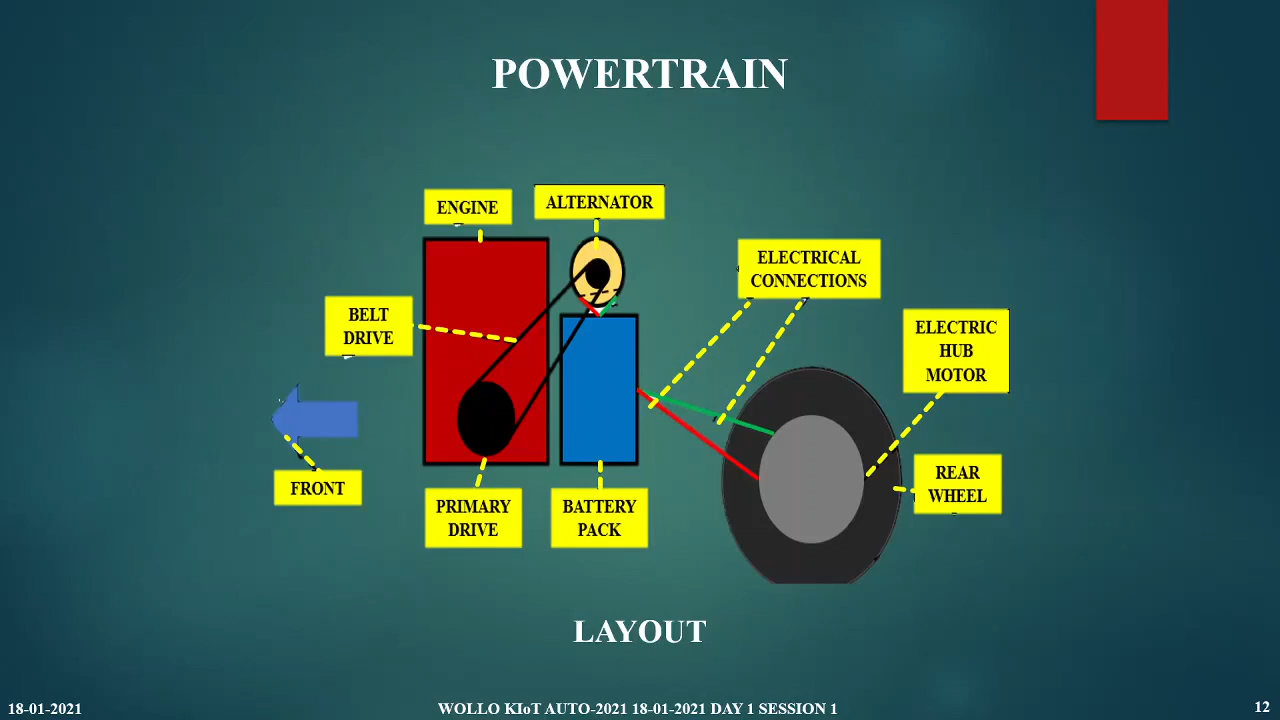 POWERTRAIN
ENGINE
ALTERNATOR
ELECTRICAL
CONNECTIONS
BELT
DRIVE
ELECTRIC
HUB
MOTOR
FRONT
REAR
WHEEL
PRIMARY
DRIVE
BATTERY
PACK
LAYOUT
18-01-2021
WOLLO KIoT AUTO-2021 18-01-2021 DAY 1 SESSION 1
12